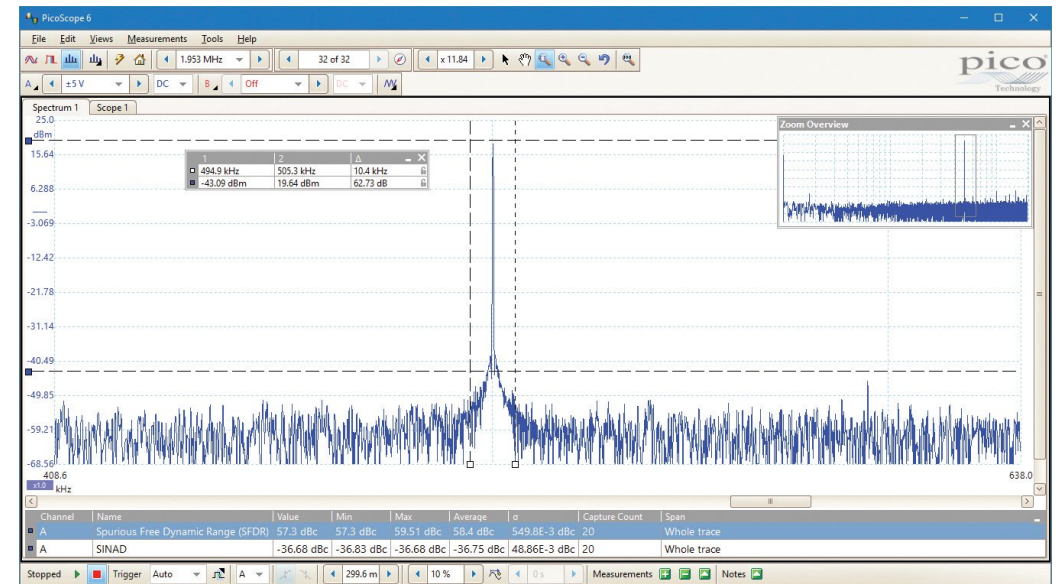 PicoScope 6
File Edit Views Measurements Tools Help
1.953 MHz 32 of 32 x 11.84
pico
Technology
A ±5 V DC B Off DC
Spectrum 1 Scope 1
25.0
dBm
Zoom Overview
15.64
1 2 Δ
494.9 kHz 505.3 kHz 10.4 kHz
-43.09 dBm 19.64 dBm 62.73 dB
6.288
-3.069
-12.42
-21.78
-31.14
-40.49
-49.85
-59.21
-68.56
408.6 638.0
x1.0 kHz
Channel Name Value Min Max Average σ Capture Count Span
A Spurious Free Dynamic Range (SFDR) 57.3 dBc 57.3 dBc 59.51 dBc 58.4 dBc 549.8E-3 dBc 20 Whole trace
A SINAD -36.68 dBc -36.83 dBc -36.68 dBc -36.75 dBc 48.86E-3 dBc 20 Whole trace
Stopped Trigger Auto A 299.6 m 10 % 0 s Measurements Notes